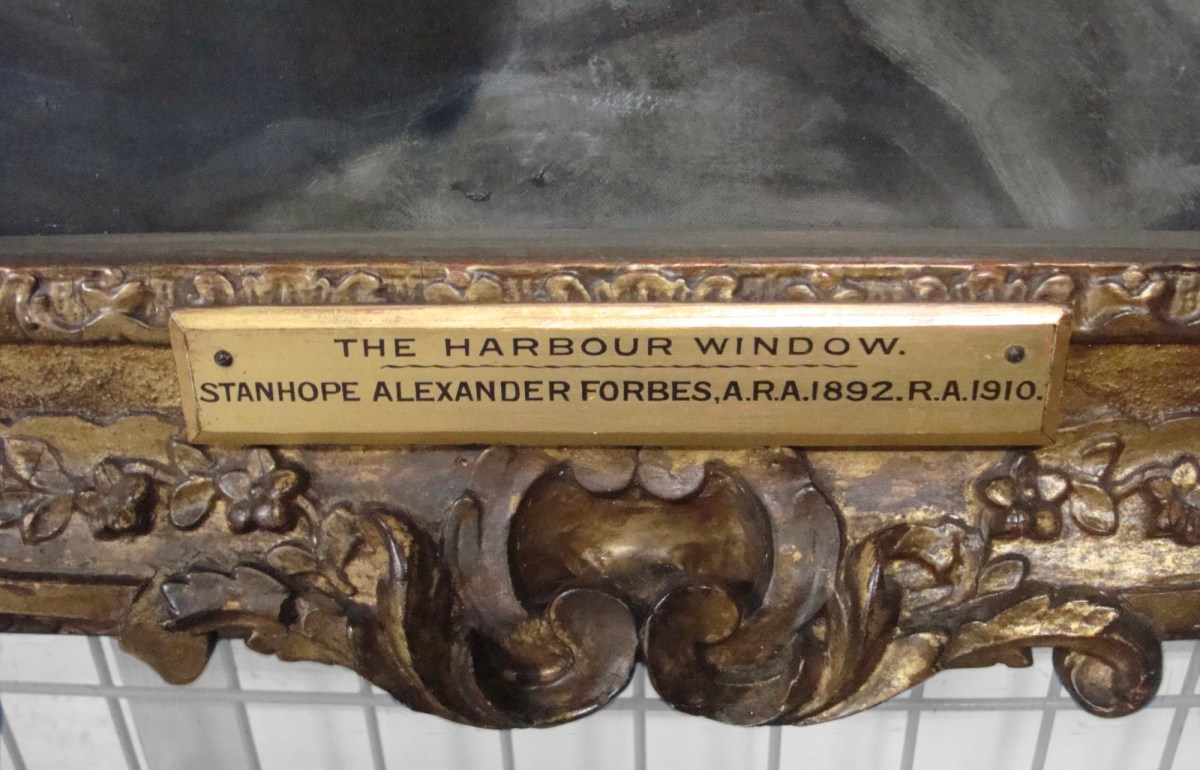 THE HARBOUR WINDOW.
STANHOPE ALEXANDER FORBES, A.R.A.1892.R.A.1910.